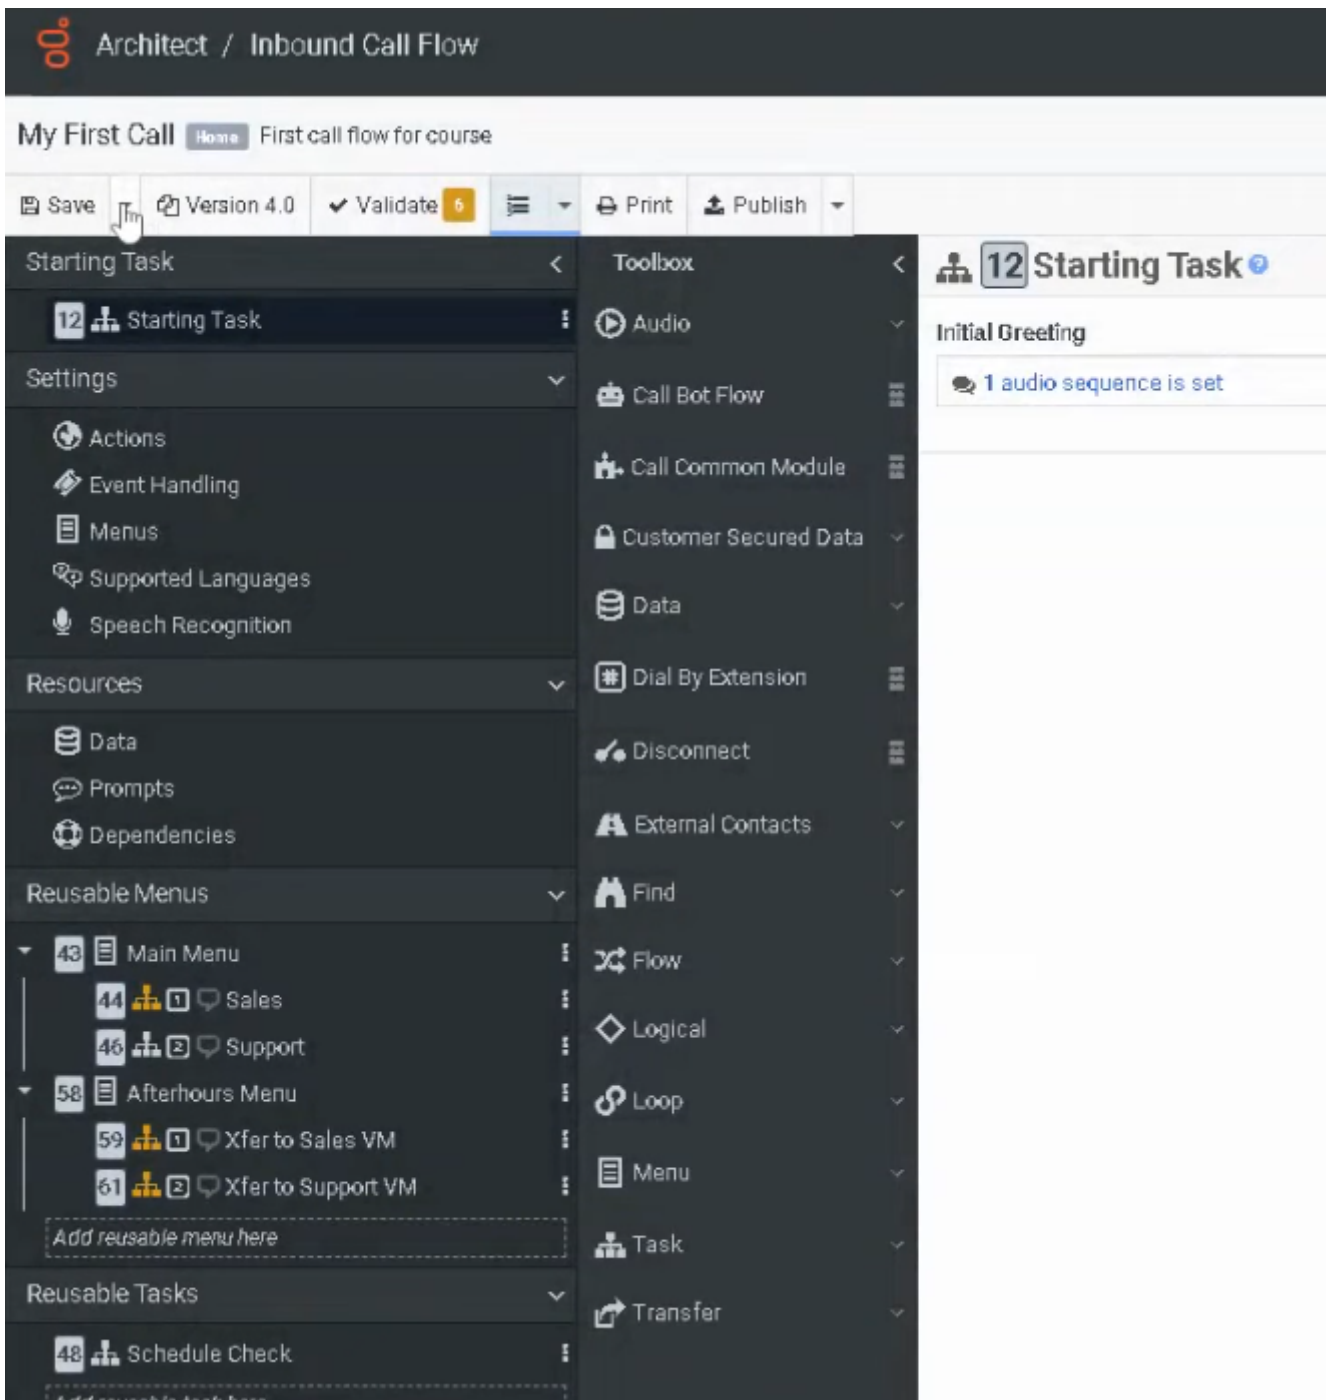 Architect / Inbound Call Flow
My First Call Home First call flow for course
Save Version 4.0 Validate 6 Print Publish
Starting Task
12 Starting Task
Settings
Actions
Event Handling
Menus
Supported Languages
Speech Recognition
Resources
Data
Prompts
Dependencies
Reusable Menus
43 Main Menu
44 1 Sales
46 2 Support
58 Afterhours Menu
59 1 Xfer to Sales VM
61 2 Xfer to Support VM
Add reusable menu here
Reusable Tasks
48 Schedule Check
Add reusable task here
Toolbox
Audio
Call Bot Flow
Call Common Module
Customer Secured Data
Data
# Dial By Extension
Disconnect
External Contacts
Find
Flow
Logical
Loop
Menu
Task
Transfer
12 Starting Task ?
Initial Greeting
1 audio sequence is set